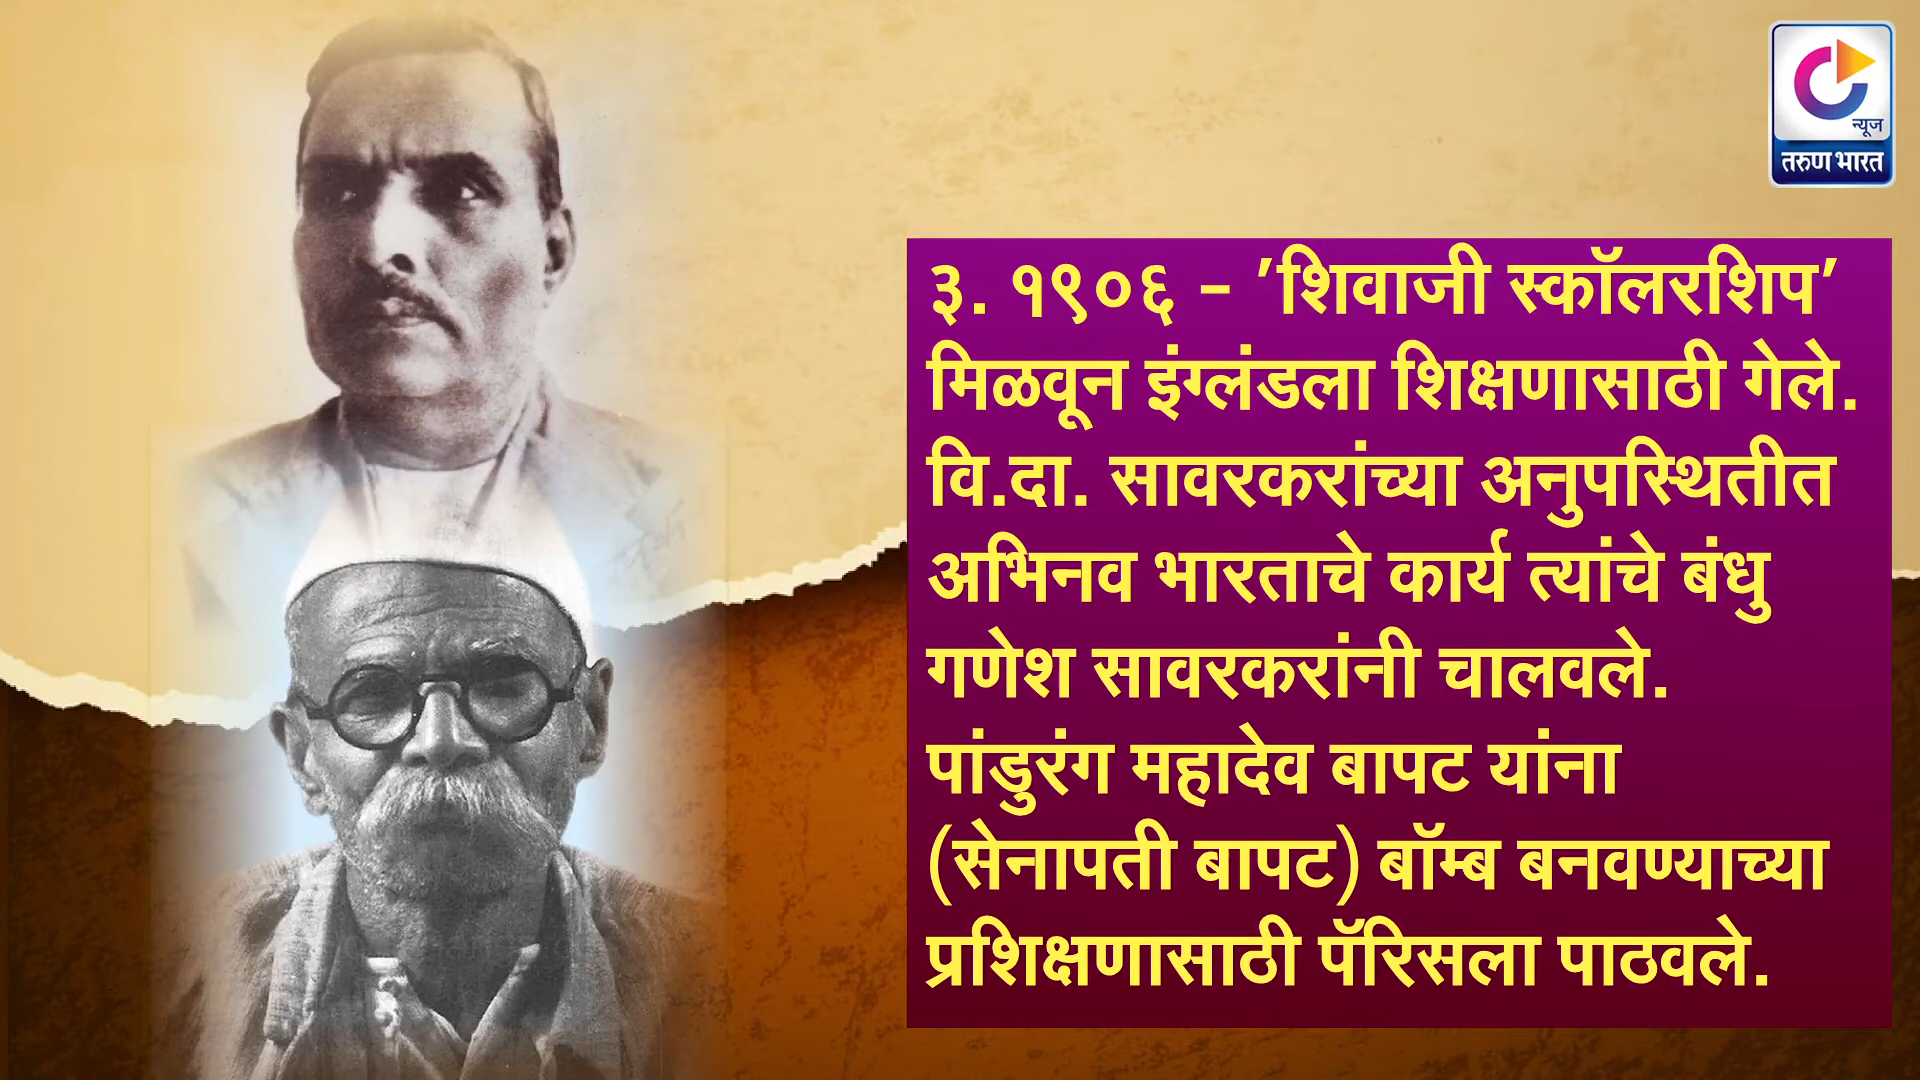 न्यूज
तरुण भारत
३. १९०६ – ’शिवाजी स्कॉलरशिप’
मिळवून इंग्लंडला शिक्षणासाठी गेले.
वि.दा. सावरकरांच्या अनुपस्थितीत
अभिनव भारताचे कार्य त्यांचे बंधु
गणेश सावरकरांनी चालवले.
पांडुरंग महादेव बापट यांना
(सेनापती बापट) बॉम्ब बनवण्याच्या
प्रशिक्षणासाठी पॅरिसला पाठवले.